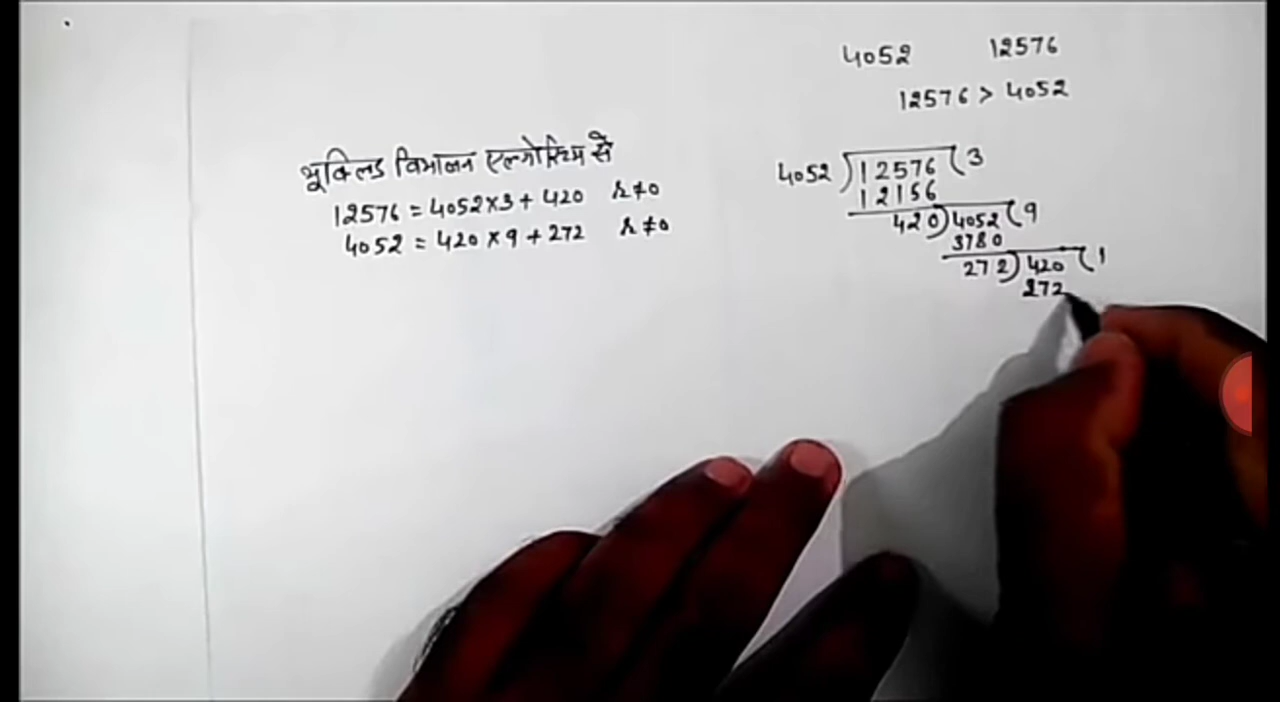 4052 12576
12576 > 4052
यूक्लिड विभाजन एल्गोरिथ्म से
12576 = 4052 × 3 + 420 r ≠ 0
4052 = 420 × 9 + 272 r ≠ 0
4052 ) 12576 ( 3
12156
420 ) 4052 ( 9
3780
272 ) 420 ( 1
272